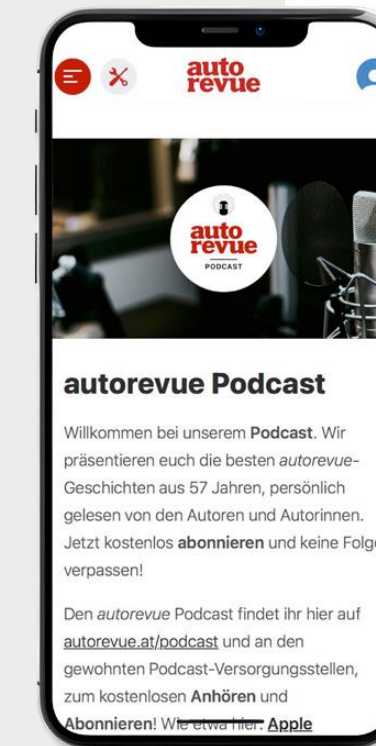 auto
revue
auto
revue
PODCAST
autorevue Podcast
Willkommen bei unserem Podcast. Wir
präsentieren euch die besten autorevue-
Geschichten aus 57 Jahren, persönlich
gelesen von den Autoren und Autorinnen.
Jetzt kostenlos abonnieren und keine Folge
verpassen!
Den autorevue Podcast findet ihr hier auf
autorevue.at/podcast und an den
gewohnten Podcast-Versorgungsstellen,
zum kostenlosen Anhören und
Abonnieren! Wie etwa hier: Apple